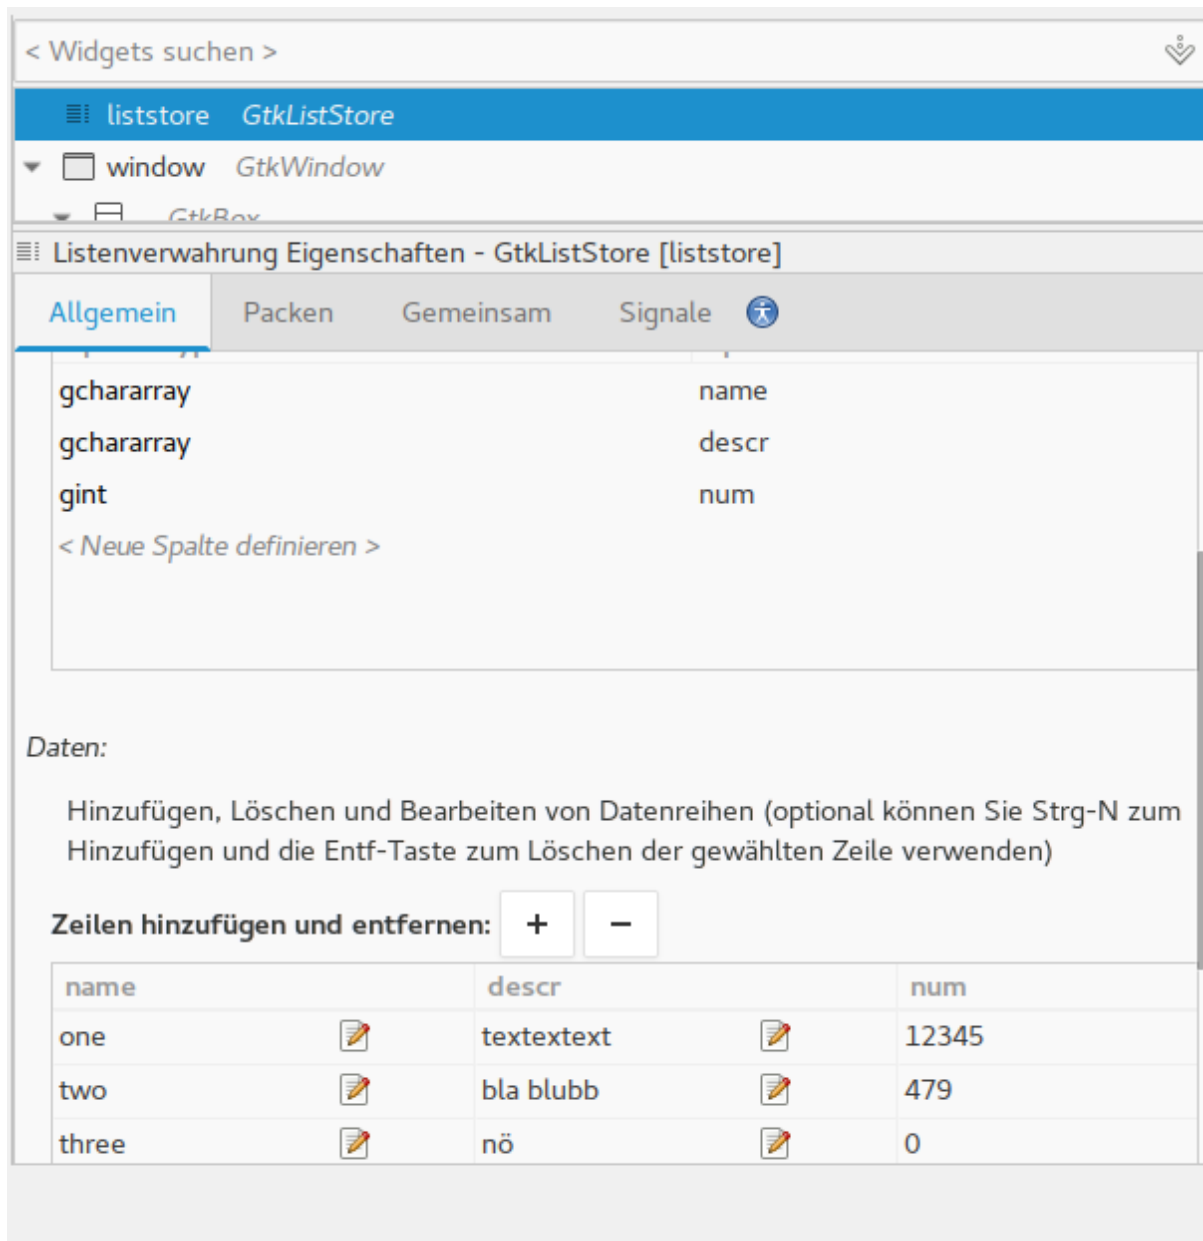 < Widgets suchen >
liststore GtkListStore
window GtkWindow
GtkBox
Listenverwahrung Eigenschaften - GtkListStore [liststore]
Allgemein Packen Gemeinsam Signale
gchararray name
gchararray descr
gint num
< Neue Spalte definieren >
Daten:
Hinzufügen, Löschen und Bearbeiten von Datenreihen (optional können Sie Strg-N zum
Hinzufügen und die Entf-Taste zum Löschen der gewählten Zeile verwenden)
Zeilen hinzufügen und entfernen: + −
name descr num
one textextext 12345
two bla blubb 479
three nö 0